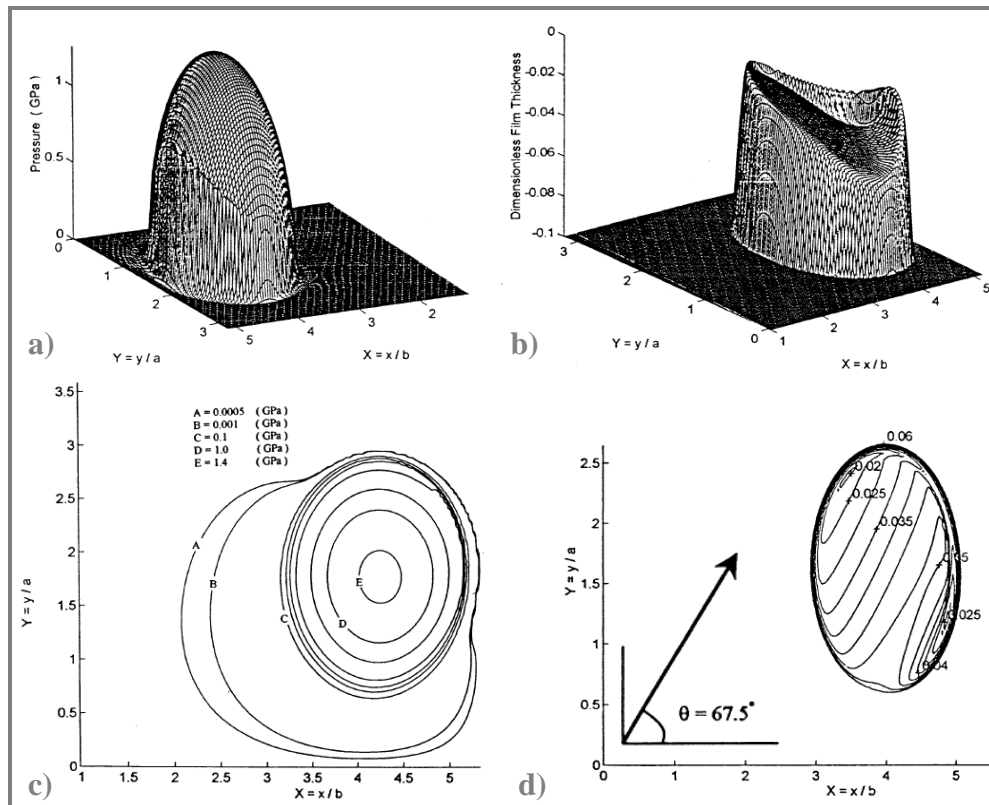 1
0.5
0
Pressure ( GPa )
0
1
2
3
5
4
3
2
Y = y / a
X = x / b
a)
0
-0.02
-0.04
-0.06
-0.08
-0.1
Dimensionless Film Thickness
3
2
1
0
1
2
3
4
5
Y = y / a
X = x / b
b)
3.5
3
2.5
2
1.5
1
0.5
0
Y = y / a
A = 0.0005 ( GPa )
B = 0.001 ( GPa )
C = 0.1 ( GPa )
D = 1.0 ( GPa )
E = 1.4 ( GPa )
A
B
C
D
E
1
1.5
2
2.5
3
3.5
4
4.5
5
X = x / b
c)
2.5
2
1.5
1
0.5
0
Y = y / a
0.06
0.02
0.025
0.035
0.025
θ = 67.5°
0
1
2
3
4
5
X = x / b
d)